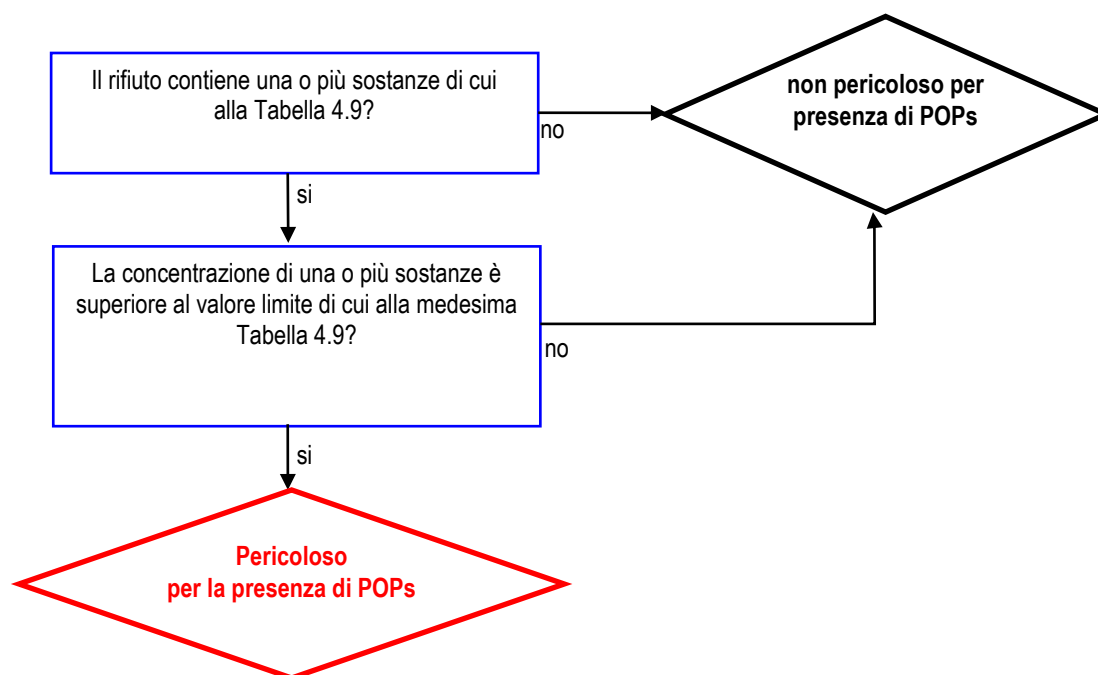 Il rifiuto contiene una o più sostanze di cui
alla Tabella 4.9?
no
non pericoloso per
presenza di POPs
si
La concentrazione di una o più sostanze è
superiore al valore limite di cui alla medesima
Tabella 4.9?
no
si
Pericoloso
per la presenza di POPs